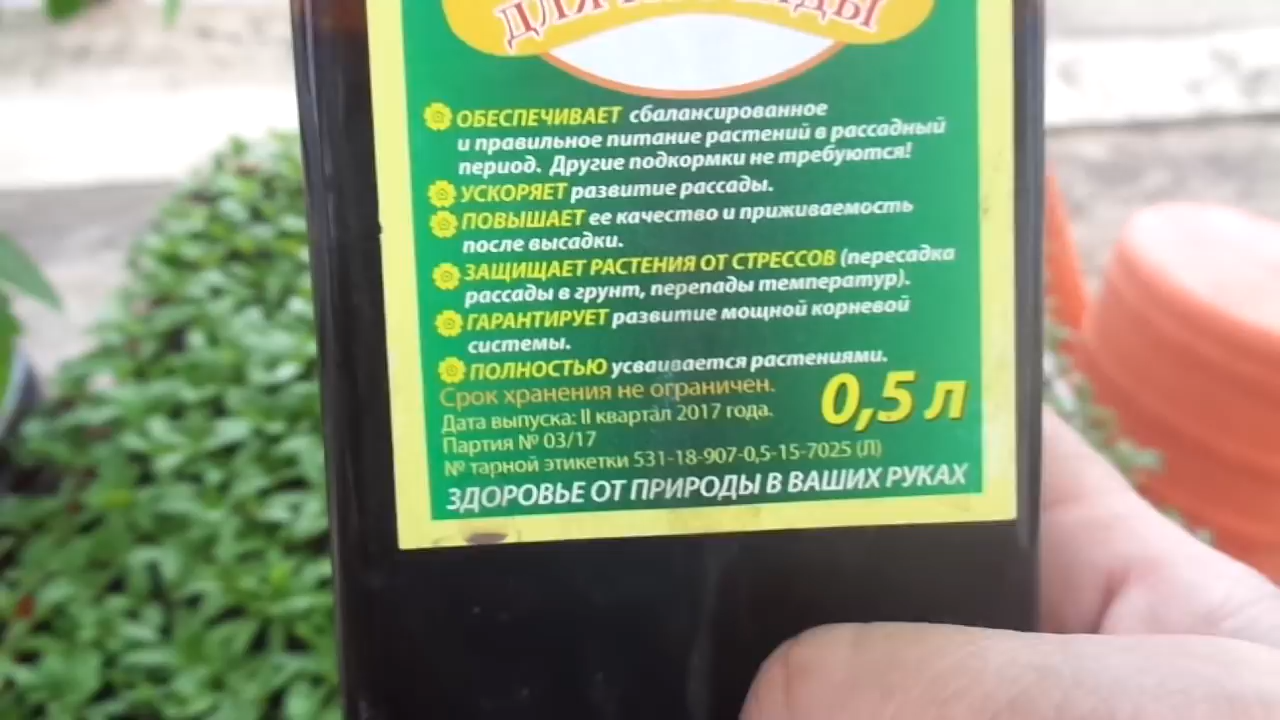 ДЛЯ РАССАДЫ
ОБЕСПЕЧИВАЕТ сбалансированное
и правильное питание растений в рассадный
период. Другие подкормки не требуются!
УСКОРЯЕТ развитие рассады.
ПОВЫШАЕТ ее качество и приживаемость
после высадки.
ЗАЩИЩАЕТ РАСТЕНИЯ ОТ СТРЕССОВ (пересадка
рассады в грунт, перепады температур).
ГАРАНТИРУЕТ развитие мощной корневой
системы.
ПОЛНОСТЬЮ усваивается растениями.
Срок хранения не ограничен.
0,5 л
Дата выпуска: II квартал 2017 года.
Партия № 03/17
№ тарной этикетки 531-18-907-0,5-15-7025 (Л)
ЗДОРОВЬЕ ОТ ПРИРОДЫ В ВАШИХ РУКАХ